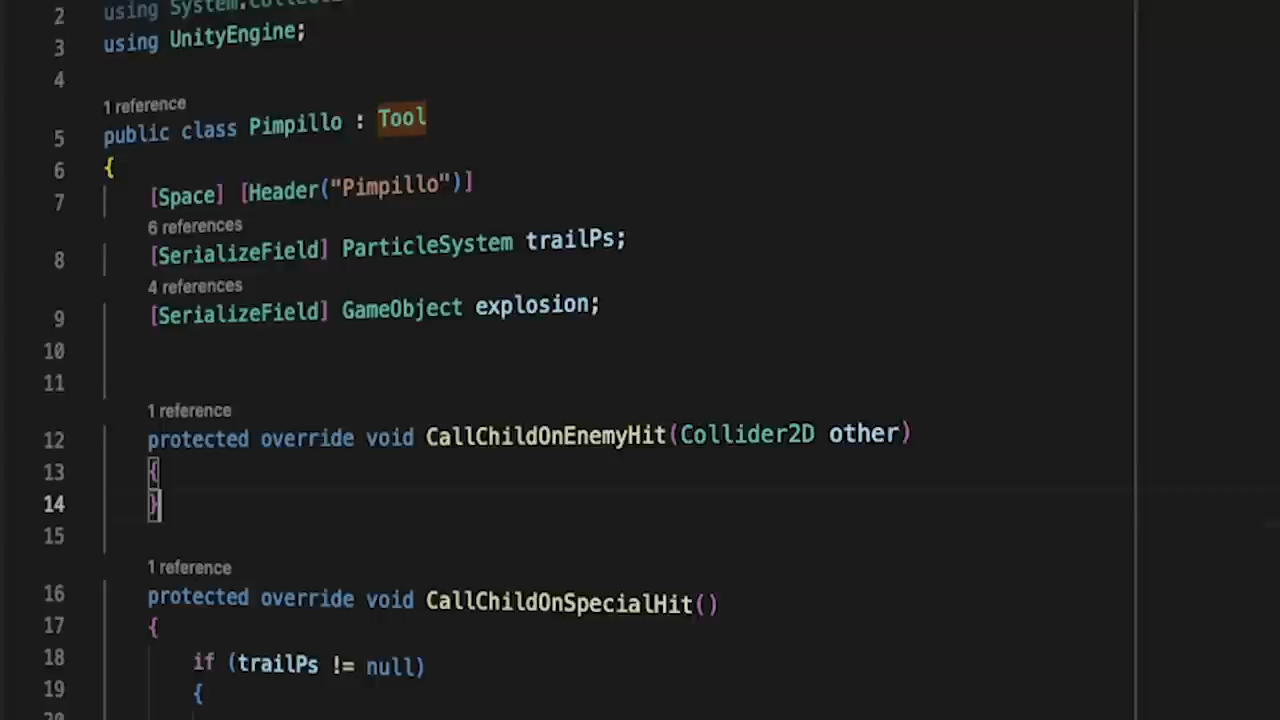 2 using
3 using UnityEngine;
4
1 reference
5 public class Pimpillo : Tool
6 {
7 [Space] [Header("Pimpillo")]
6 references
8 [SerializeField] ParticleSystem trailPs;
4 references
9 [SerializeField] GameObject explosion;
10
11
1 reference
12 protected override void CallChildOnEnemyHit(Collider2D other)
13 {
14 }
15
1 reference
16 protected override void CallChildOnSpecialHit()
17 {
18 if (trailPs != null)
19 {